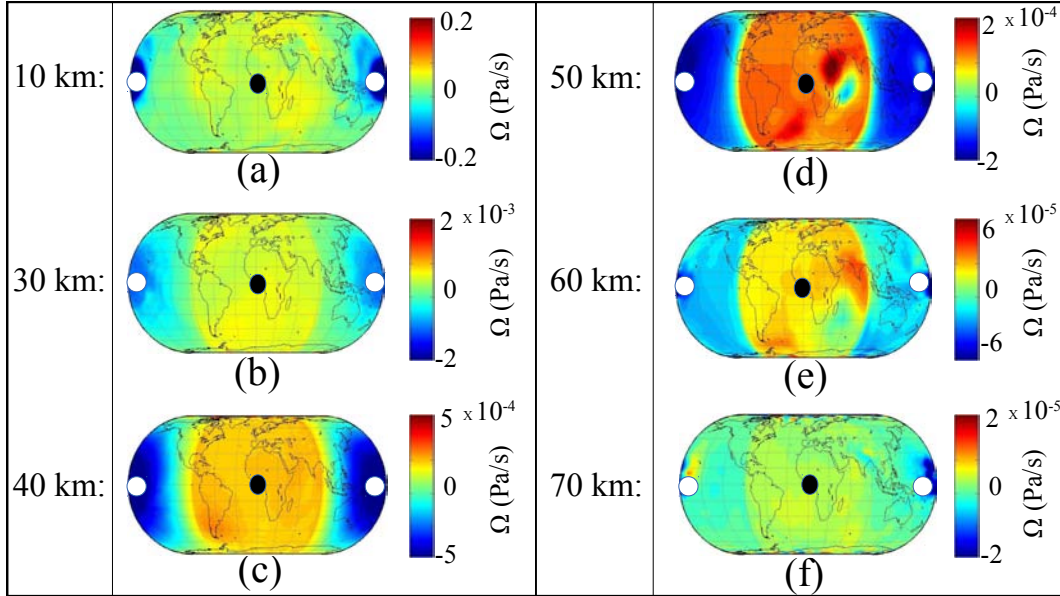 10 km:
0.2
0
-0.2
Ω (Pa/s)
(a)
30 km:
2 x 10-3
0
-2
Ω (Pa/s)
(b)
40 km:
5 x 10-4
0
-5
Ω (Pa/s)
(c)
50 km:
2 x 10-4
0
-2
Ω (Pa/s)
(d)
60 km:
6 x 10-5
0
-6
Ω (Pa/s)
(e)
70 km:
2 x 10-5
0
-2
Ω (Pa/s)
(f)